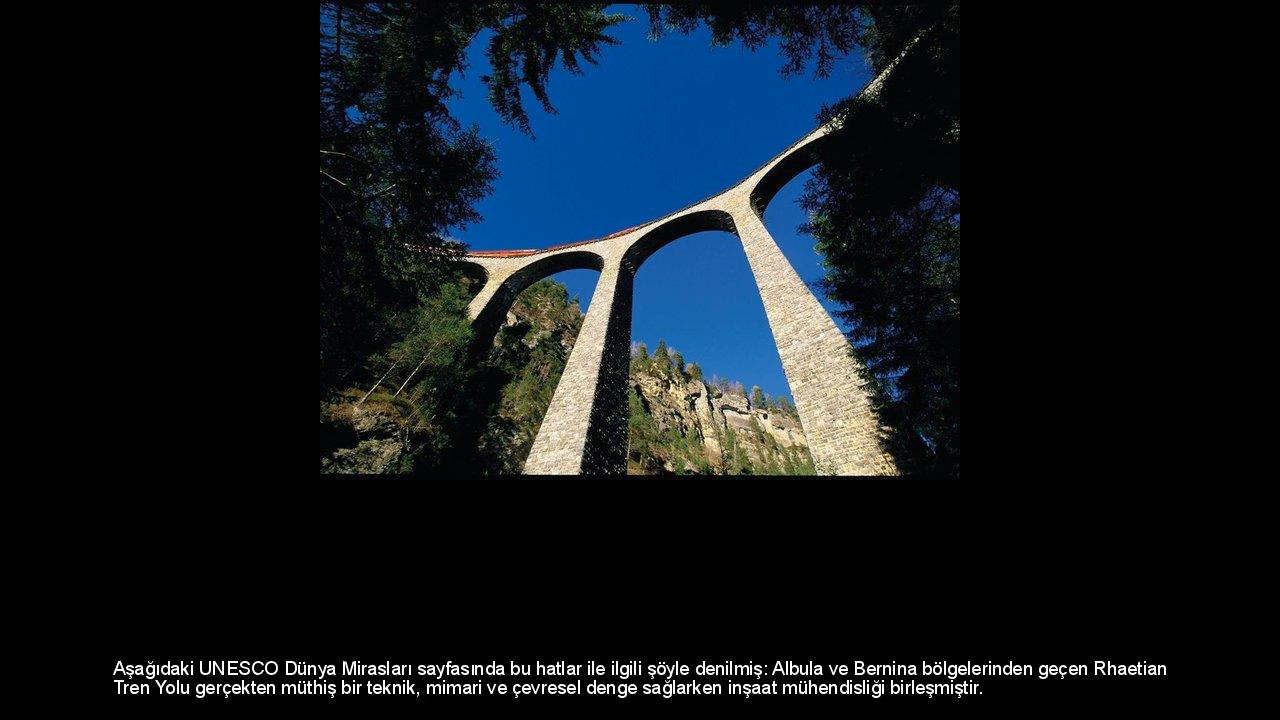 Aşağıdaki UNESCO Dünya Mirasları sayfasında bu hatlar ile ilgili şöyle denilmiş: Albula ve Bernina bölgelerinden geçen Rhaetian
Tren Yolu gerçekten müthiş bir teknik, mimari ve çevresel denge sağlarken inşaat mühendisliği birleşmiştir.